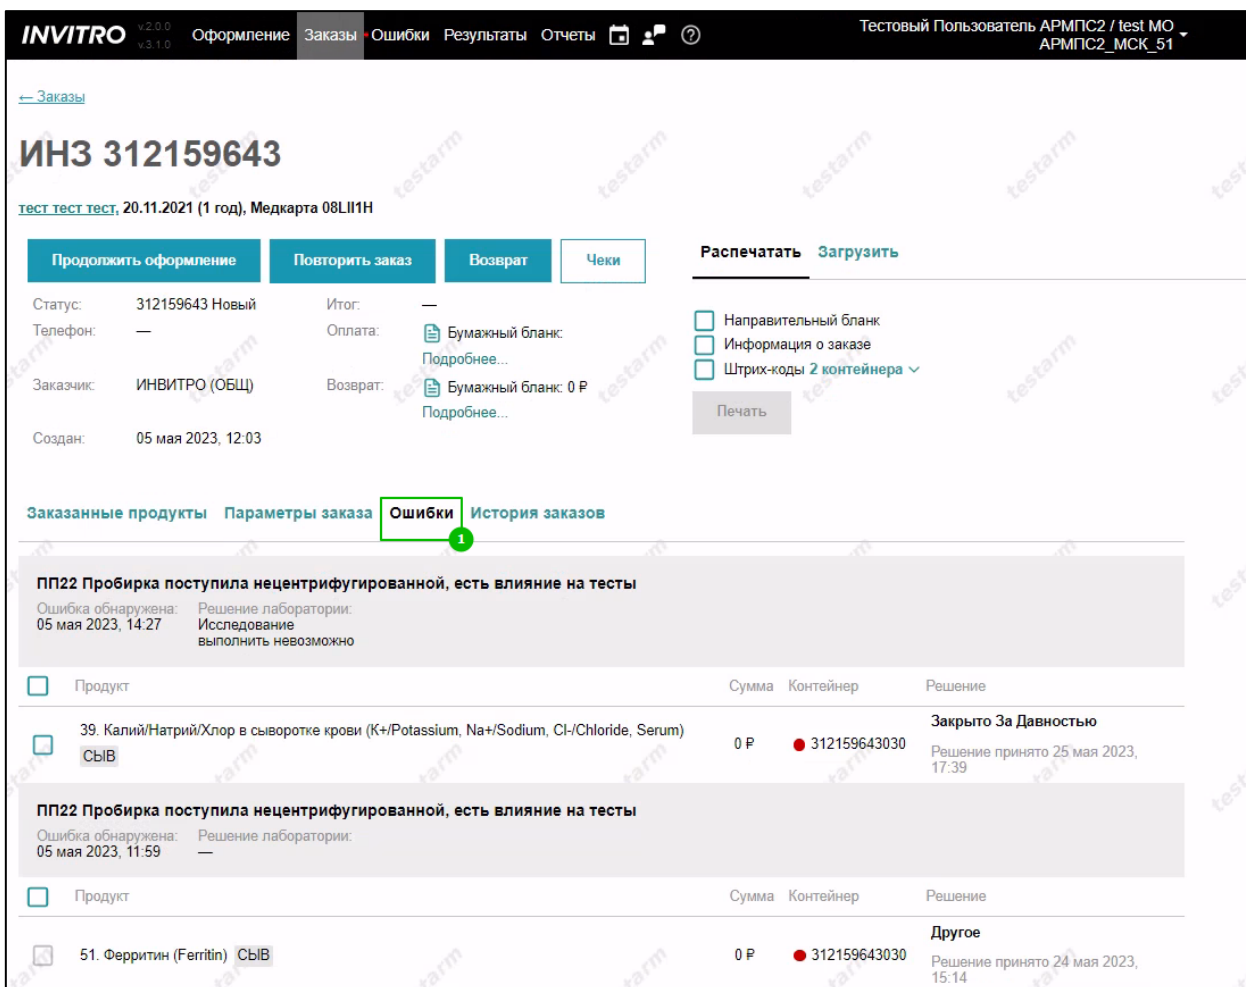 INVITRO v.2.0.0 v.3.1.0 Оформление Заказы Ошибки Результаты Отчеты Тестовый Пользователь АРМПС2 / test МО АРМПС2_МСК_51
← Заказы
ИНЗ 312159643
тест тест тест, 20.11.2021 (1 год), Медкарта 08LII1H
Продолжить оформление Повторить заказ Возврат Чеки
Распечатать Загрузить
Статус: 312159643 Новый Итог: —
Телефон: — Оплата: Бумажный бланк:
Подробнее...
Заказчик: ИНВИТРО (ОБЩ) Возврат: Бумажный бланк: 0 ₽
Подробнее...
Создан: 05 мая 2023, 12:03
Направительный бланк
Информация о заказе
Штрих-коды 2 контейнера
Печать
Заказанные продукты Параметры заказа Ошибки История заказов
1
ПП22 Пробирка поступила нецентрифугированной, есть влияние на тесты
Ошибка обнаружена: Решение лаборатории:
05 мая 2023, 14:27 Исследование
выполнить невозможно
Продукт Сумма Контейнер Решение
39. Калий/Натрий/Хлор в сыворотке крови (К+/Potassium, Na+/Sodium, Cl-/Chloride, Serum)
СЫВ
0 ₽ 312159643030
Закрыто За Давностью
Решение принято 25 мая 2023,
17:39
ПП22 Пробирка поступила нецентрифугированной, есть влияние на тесты
Ошибка обнаружена: Решение лаборатории:
05 мая 2023, 11:59 —
Продукт Сумма Контейнер Решение
51. Ферритин (Ferritin) СЫВ 0 ₽ 312159643030
Другое
Решение принято 24 мая 2023,
15:14
testarm